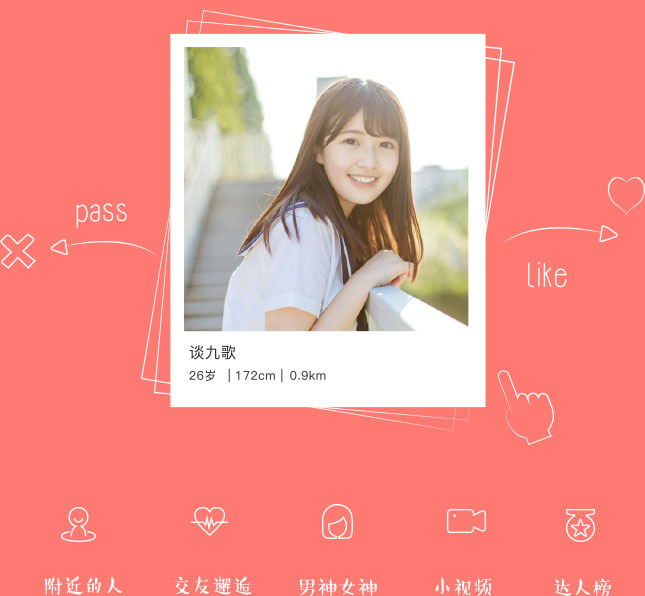 pass
like
谈九歌
26岁 | 172cm | 0.9km
附近的人 交友邂逅 男神女神 小视频 达人榜